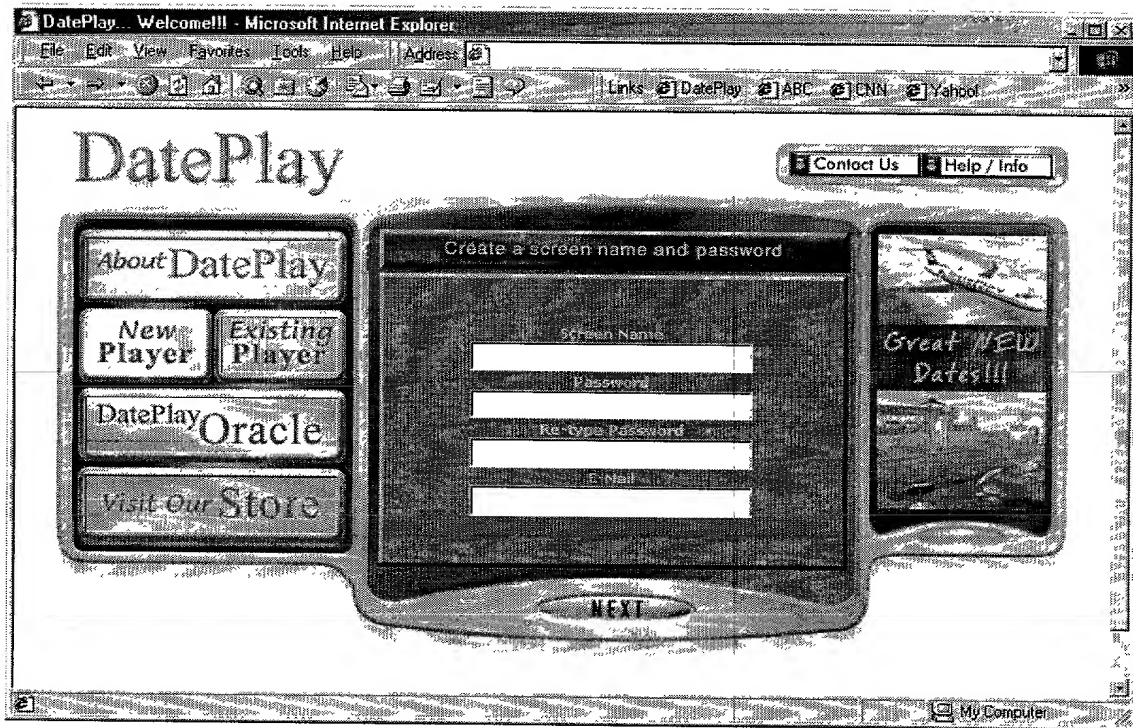 DatePlay... Welcome!!! - Microsoft Internet Explorer
File Edit View Favorites Tools Help Address
Links DatePlay ABC CNN Yahoo!
DatePlay
Contact Us Help / Info
About DatePlay
New Player
Existing Player
DatePlay Oracle
Visit Our Store
Create a screen name and password
Screen Name
Password
Re-type Password
E-Mail
NEXT
Great NEW
Dates!!!
My Computer